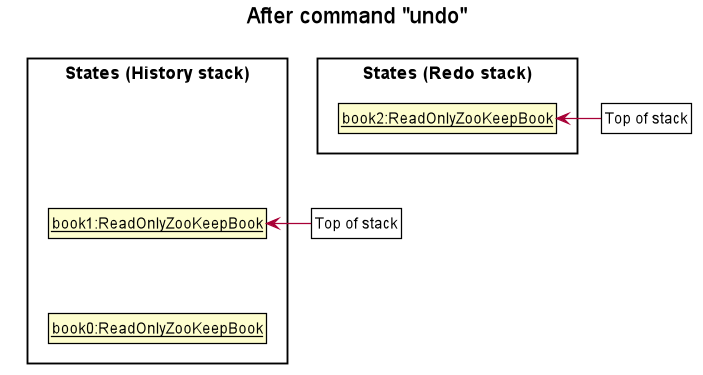 After command "undo"
States (History stack)
States (Redo stack)
book2:ReadOnlyZooKeepBook
Top of stack
book1:ReadOnlyZooKeepBook
Top of stack
book0:ReadOnlyZooKeepBook